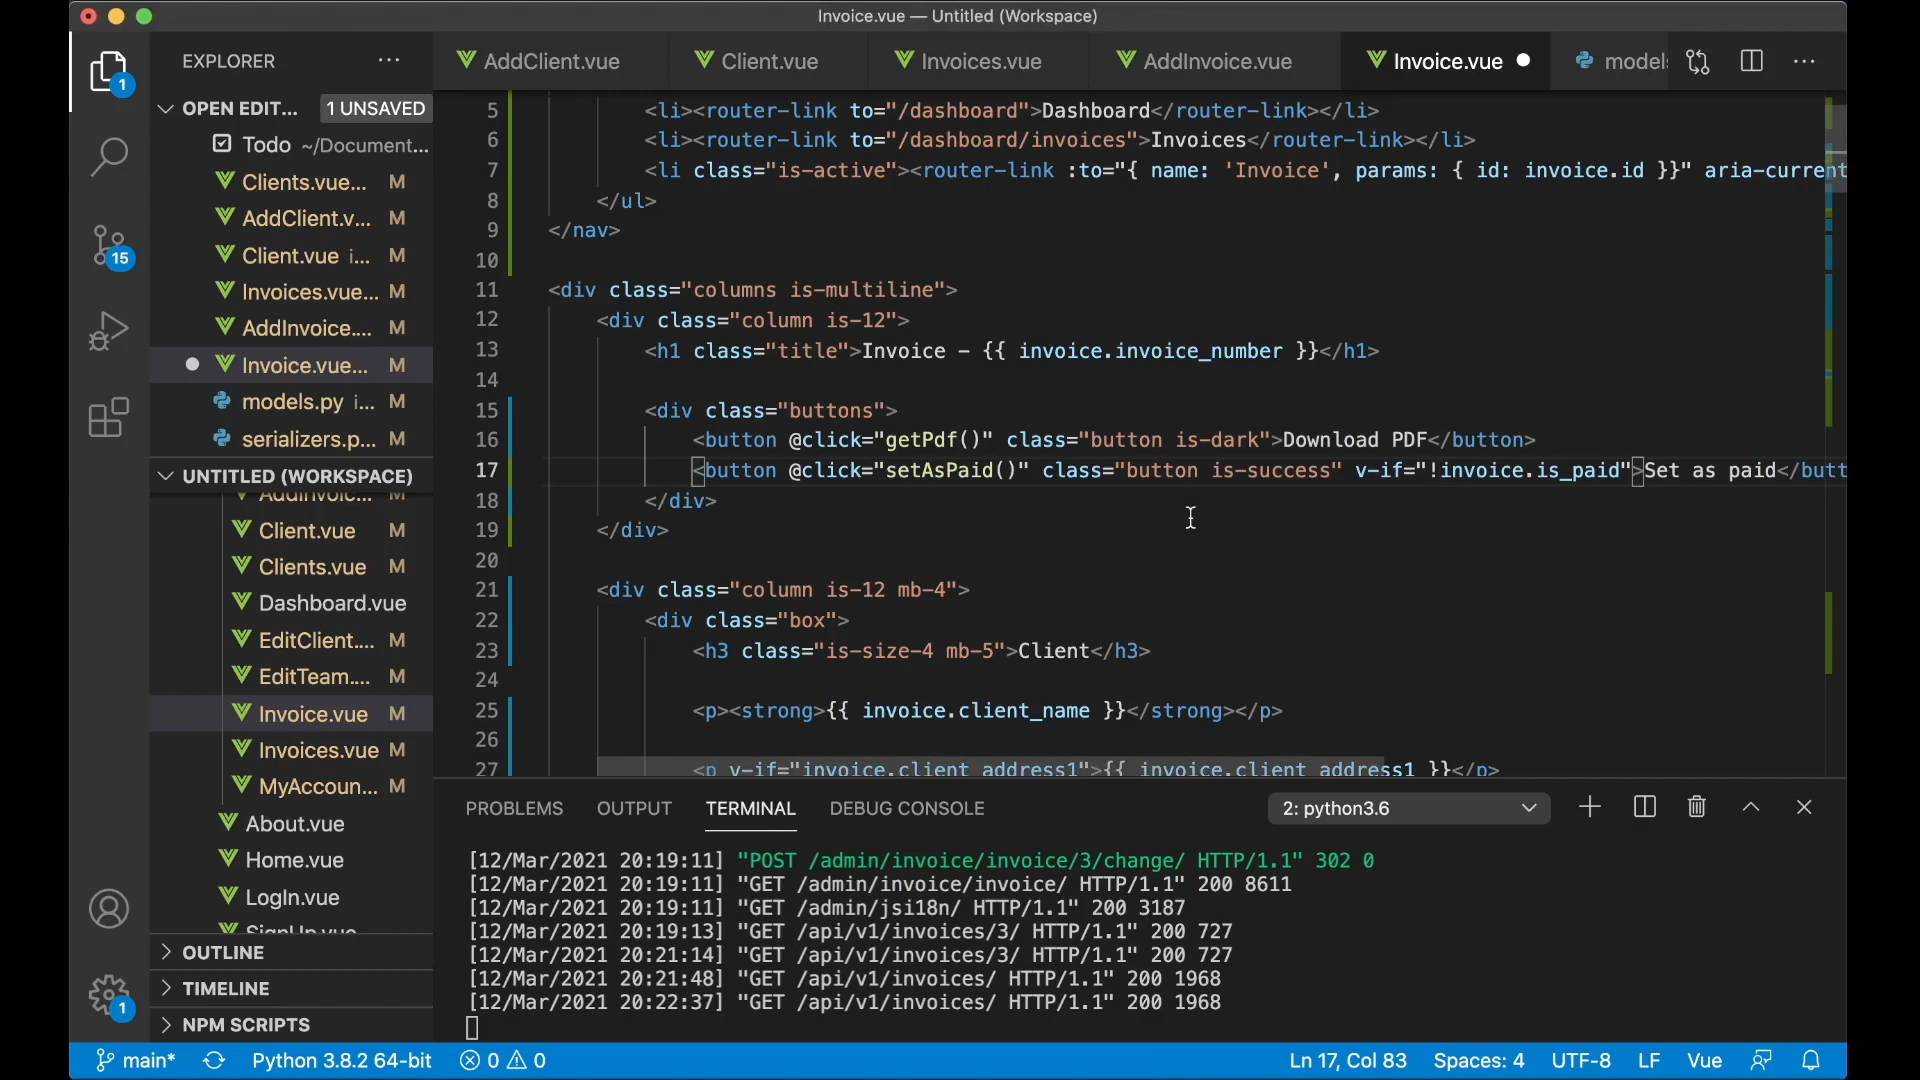 Invoice.vue — Untitled (Workspace)
EXPLORER
AddClient.vue
Client.vue
Invoices.vue
AddInvoice.vue
Invoice.vue
models
OPEN EDIT... 1 UNSAVED
Todo ~/Document...
Clients.vue... M
AddClient.v... M
Client.vue i... M
Invoices.vue... M
AddInvoice.... M
Invoice.vue... M
models.py i... M
serializers.p... M
UNTITLED (WORKSPACE)
AddInvoic... M
Client.vue M
Clients.vue M
Dashboard.vue
EditClient.... M
EditTeam.... M
Invoice.vue M
Invoices.vue M
MyAccoun... M
About.vue
Home.vue
LogIn.vue
SignUp.vue
OUTLINE
TIMELINE
NPM SCRIPTS
1
15
1
5 <li><router-link to="/dashboard">Dashboard</router-link></li>
6 <li><router-link to="/dashboard/invoices">Invoices</router-link></li>
7 <li class="is-active"><router-link :to="{ name: 'Invoice', params: { id: invoice.id }}" aria-current
8 </ul>
9 </nav>
10
11 <div class="columns is-multiline">
12 <div class="column is-12">
13 <h1 class="title">Invoice - {{ invoice.invoice_number }}</h1>
14
15 <div class="buttons">
16 <button @click="getPdf()" class="button is-dark">Download PDF</button>
17 <button @click="setAsPaid()" class="button is-success" v-if="!invoice.is_paid">Set as paid</butt
18 </div>
19 </div>
20
21 <div class="column is-12 mb-4">
22 <div class="box">
23 <h3 class="is-size-4 mb-5">Client</h3>
24
25 <p><strong>{{ invoice.client_name }}</strong></p>
26
27 <p v-if="invoice.client_address1">{{ invoice.client_address1 }}</p>
PROBLEMS OUTPUT TERMINAL DEBUG CONSOLE 2: python3.6
[12/Mar/2021 20:19:11] "POST /admin/invoice/invoice/3/change/ HTTP/1.1" 302 0
[12/Mar/2021 20:19:11] "GET /admin/invoice/invoice/ HTTP/1.1" 200 8611
[12/Mar/2021 20:19:11] "GET /admin/jsi18n/ HTTP/1.1" 200 3187
[12/Mar/2021 20:19:13] "GET /api/v1/invoices/3/ HTTP/1.1" 200 727
[12/Mar/2021 20:21:14] "GET /api/v1/invoices/3/ HTTP/1.1" 200 727
[12/Mar/2021 20:21:48] "GET /api/v1/invoices/ HTTP/1.1" 200 1968
[12/Mar/2021 20:22:37] "GET /api/v1/invoices/ HTTP/1.1" 200 1968
main* Python 3.8.2 64-bit 0 0 Ln 17, Col 83 Spaces: 4 UTF-8 LF Vue